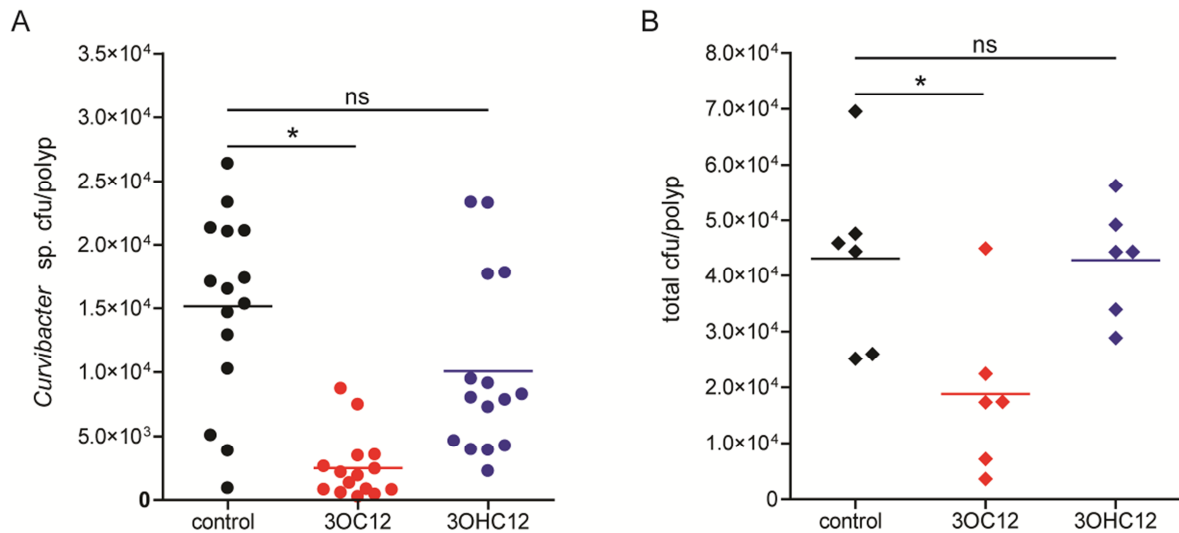 A
Curvibacter sp. cfu/polyp
3.5×10⁴
3.0×10⁴
2.5×10⁴
2.0×10⁴
1.5×10⁴
1.0×10⁴
5.0×10³
0
ns
*
control 3OC12 3OHC12
B
total cfu/polyp
8.0×10⁴
7.0×10⁴
6.0×10⁴
5.0×10⁴
4.0×10⁴
3.0×10⁴
2.0×10⁴
1.0×10⁴
0
ns
*
control 3OC12 3OHC12